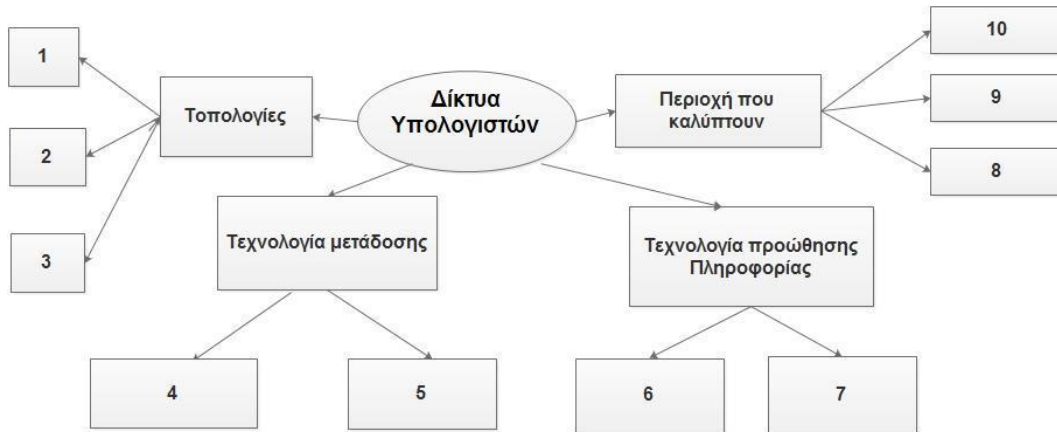 Δίκτυα
Υπολογιστών
Τοπολογίες
1
2
3
Τεχνολογία μετάδοσης
4
5
Τεχνολογία προώθησης
Πληροφορίας
6
7
Περιοχή που
καλύπτουν
10
9
8